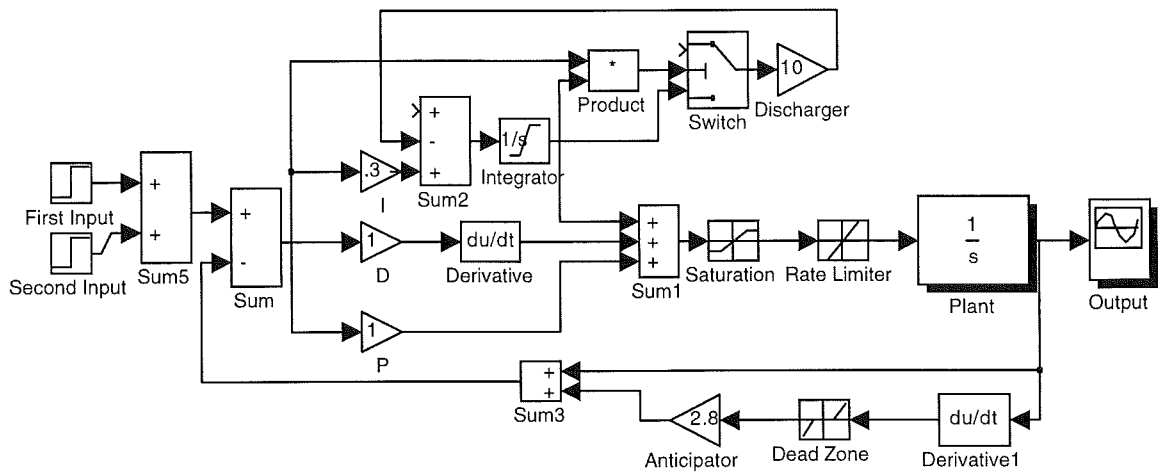 *
Product
Switch
10
Discharger
+
-
+
Sum2
1/s
Integrator
.3
I
First Input
Second Input
+
+
Sum5
+
-
Sum
1
D
du/dt
Derivative
1
P
+
+
+
Sum1
Saturation
Rate Limiter
1
s
Plant
Output
+
+
Sum3
2.8
Anticipator
Dead Zone
du/dt
Derivative1